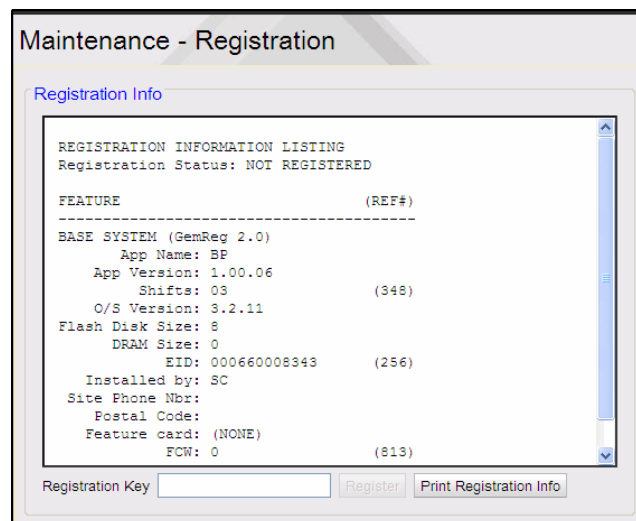 Maintenance - Registration
Registration Info
REGISTRATION INFORMATION LISTING
Registration Status: NOT REGISTERED
FEATURE (REF#)
----------------------------------------
BASE SYSTEM (GemReg 2.0)
App Name: BP
App Version: 1.00.06
Shifts: 03 (348)
O/S Version: 3.2.11
Flash Disk Size: 8
DRAM Size: 0
EID: 000660008343 (256)
Installed by: SC
Site Phone Nbr:
Postal Code:
Feature card: (NONE)
FCW: 0 (813)
Registration Key Register Print Registration Info